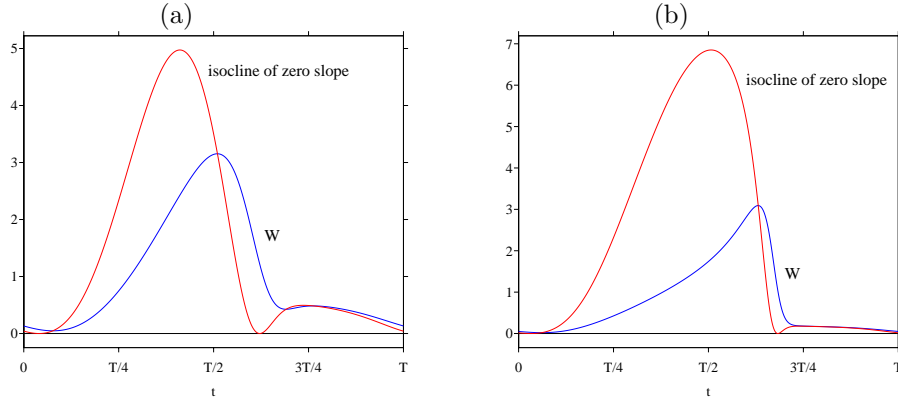 (a)
5
4
3
2
1
0
isocline of zero slope
W
0
T/4
T/2
3T/4
T
t
(b)
7
6
5
4
3
2
1
0
isocline of zero slope
W
0
T/4
T/2
3T/4
T
t